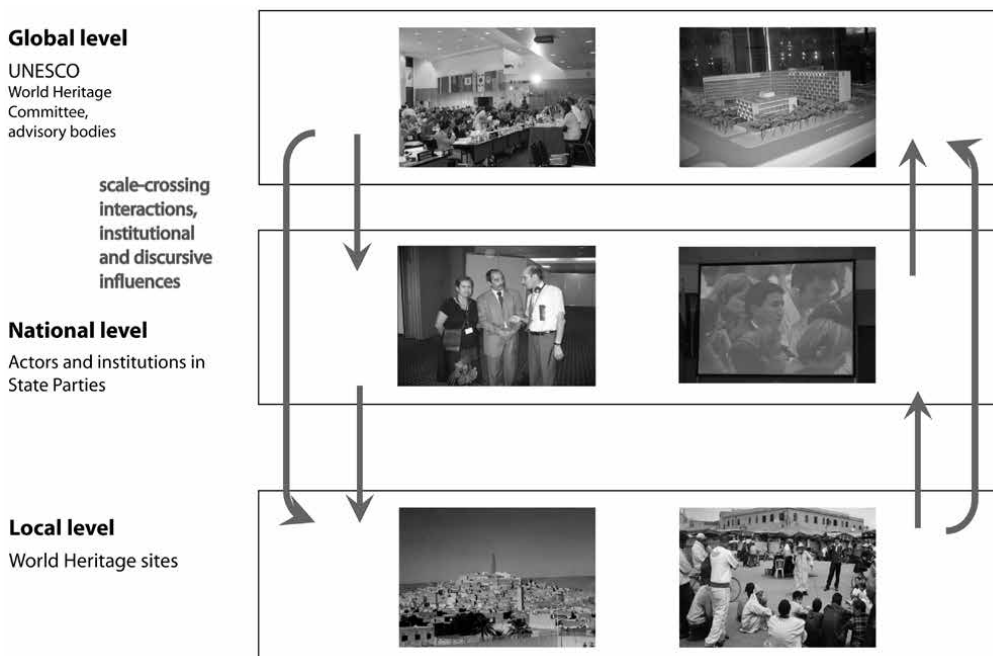 Global level
UNESCO
World Heritage
Committee,
advisory bodies
scale-crossing
interactions,
institutional
and discursive
influences
National level
Actors and institutions in
State Parties
Local level
World Heritage sites